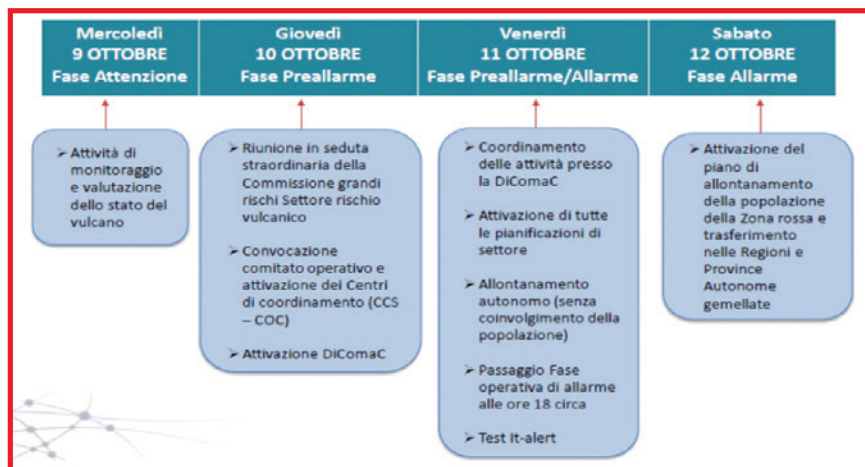 Mercoledì
9 OTTOBRE
Fase Attenzione
Giovedì
10 OTTOBRE
Fase Preallarme
Venerdì
11 OTTOBRE
Fase Preallarme/Allarme
Sabato
12 OTTOBRE
Fase Allarme
➢ Attività di
monitoraggio
e valutazione
dello stato del
vulcano
➢ Riunione in seduta
straordinaria della
Commissione grandi
rischi Settore rischio
vulcanico
➢ Convocazione
comitato operativo e
attivazione dei Centri
di coordinamento (CCS
– COC)
➢ Attivazione DiComaC
➢ Coordinamento
delle attività presso
la DiComaC
➢ Attivazione di tutte
le pianificazioni di
settore
➢ Allontanamento
autonomo (senza
coinvolgimento della
popolazione)
➢ Passaggio Fase
operativa di allarme
alle ore 18 circa
➢ Test It-alert
➢ Attivazione del
piano di
allontanamento
della popolazione
della Zona rossa e
trasferimento
nelle Regioni e
Province
Autonome
gemellate